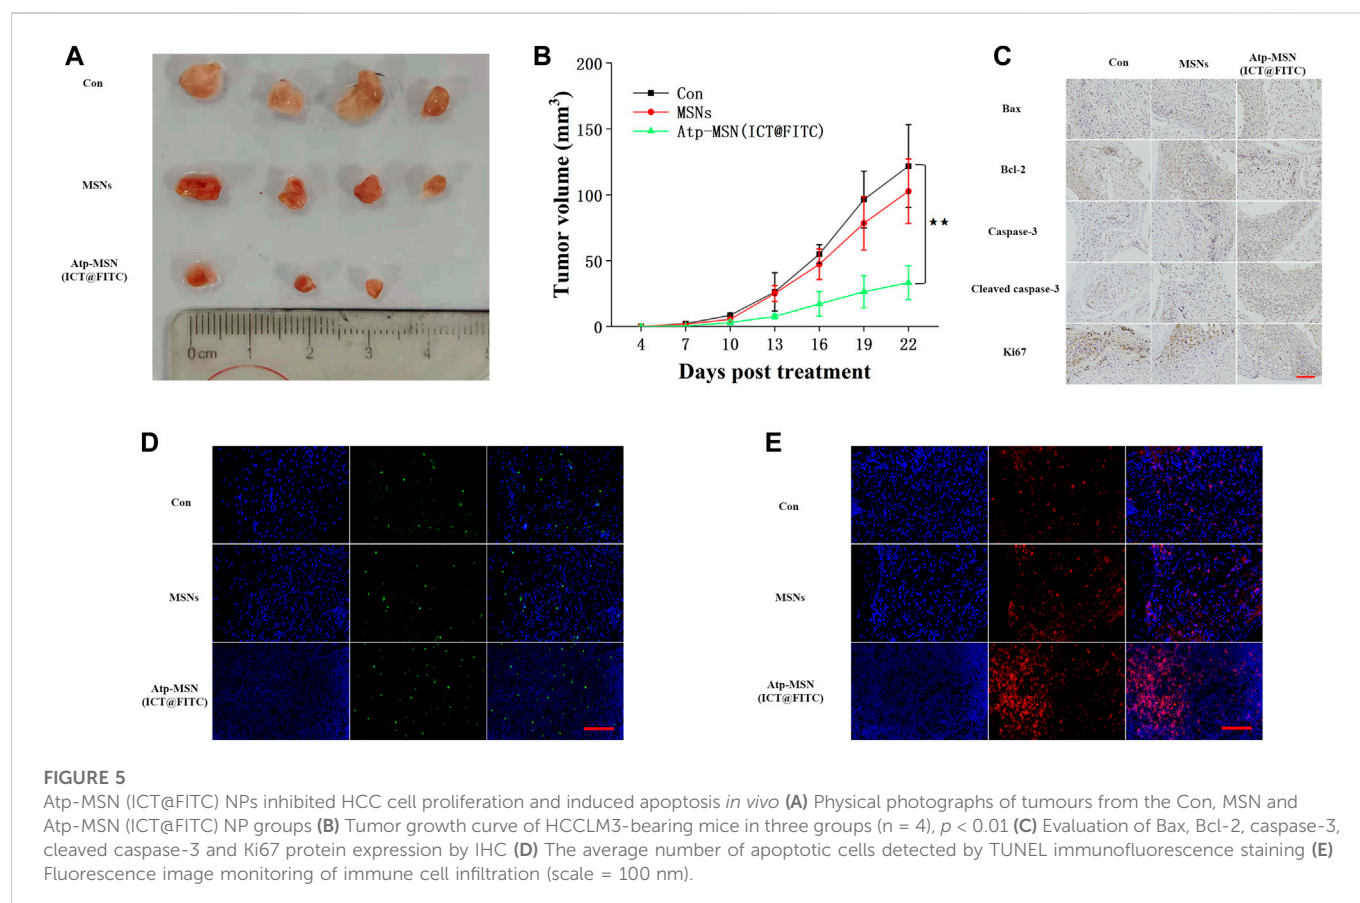 A
Con
MSNs
Atp-MSN
(ICT@FITC)
0 cm 1 2 3 4 5
B
Tumor volume (mm³)
200
150
100
50
0
Con
MSNs
Atp-MSN(ICT@FITC)
★★
4 7 10 13 16 19 22
Days post treatment
C
Con MSNs Atp-MSN
(ICT@FITC)
Bax
Bcl-2
Caspase-3
Cleaved caspase-3
Ki67
D
Con
MSNs
Atp-MSN
(ICT@FITC)
E
Con
MSNs
Atp-MSN
(ICT@FITC)
FIGURE 5
Atp-MSN (ICT@FITC) NPs inhibited HCC cell proliferation and induced apoptosis in vivo (A) Physical photographs of tumours from the Con, MSN and
Atp-MSN (ICT@FITC) NP groups (B) Tumor growth curve of HCCLM3-bearing mice in three groups (n = 4), p < 0.01 (C) Evaluation of Bax, Bcl-2, caspase-3,
cleaved caspase-3 and Ki67 protein expression by IHC (D) The average number of apoptotic cells detected by TUNEL immunofluorescence staining (E)
Fluorescence image monitoring of immune cell infiltration (scale = 100 nm).